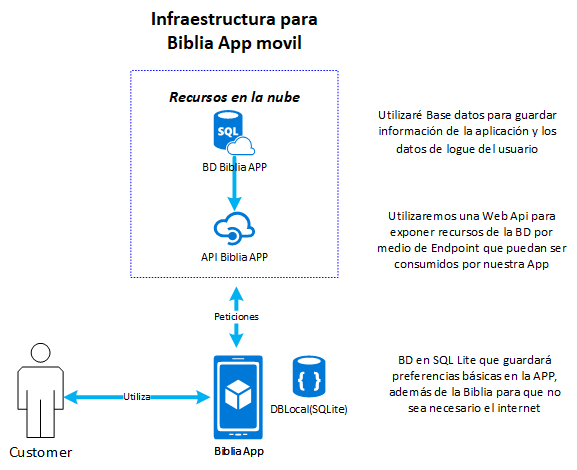 Infraestructura para
Biblia App movil
Recursos en la nube
SQL
BD Biblia APP
API Biblia APP
Utilizaré Base datos para guardar
información de la aplicación y los
datos de logue del usuario
Utilizaremos una Web Api para
exponer recursos de la BD por
medio de Endpoint que puedan ser
consumidos por nuestra App
Peticiones
Utiliza
Customer
Biblia App
{ }
DBLocal(SQLite)
BD en SQL Lite que guardará
preferencias básicas en la APP,
además de la Biblia para que no
sea necesario el internet